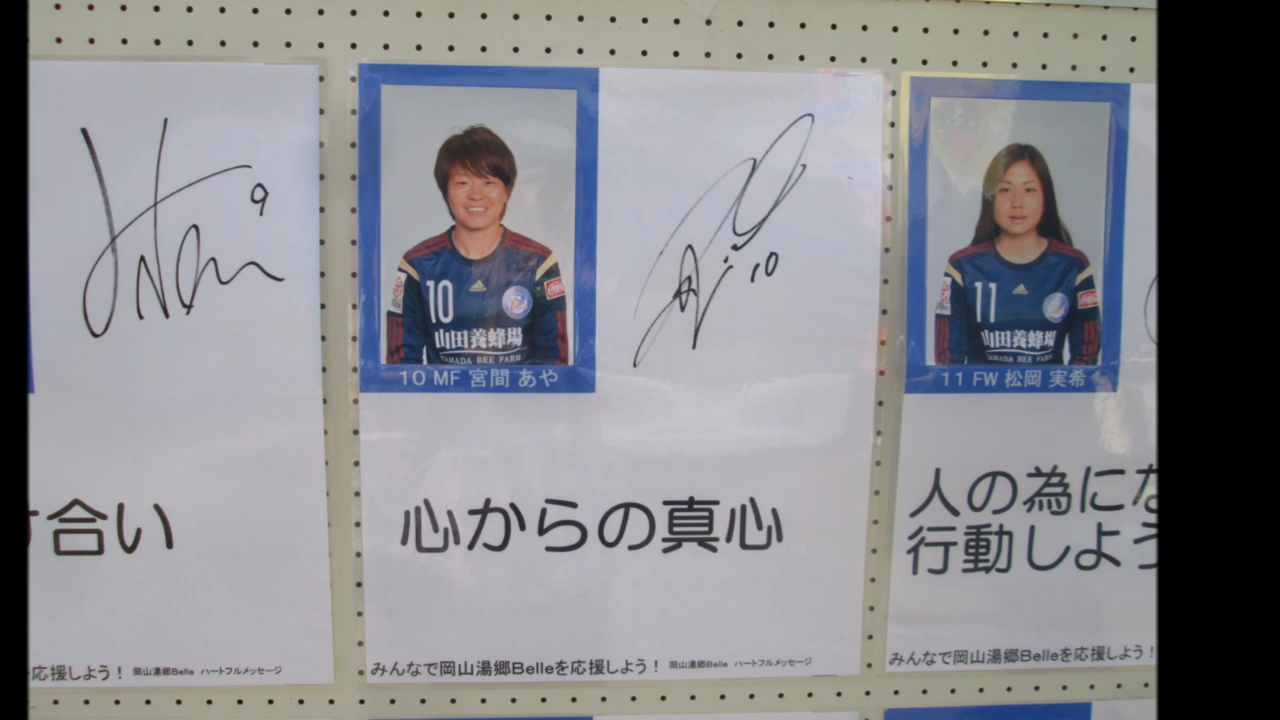 9
け合い
応援しよう! 岡山湯郷Belle ハートフルメッセージ
10
山田養蜂場
YAMADA BEE FARM
10 MF 宮間 あや
10
心からの真心
みんなで岡山湯郷Belleを応援しよう! 岡山湯郷Belle ハートフルメッセージ
11
山田養蜂場
YAMADA BEE FARM
11 FW 松岡 実希
人の為にな
行動しよう
みんなで岡山湯郷Belleを応援しよう!